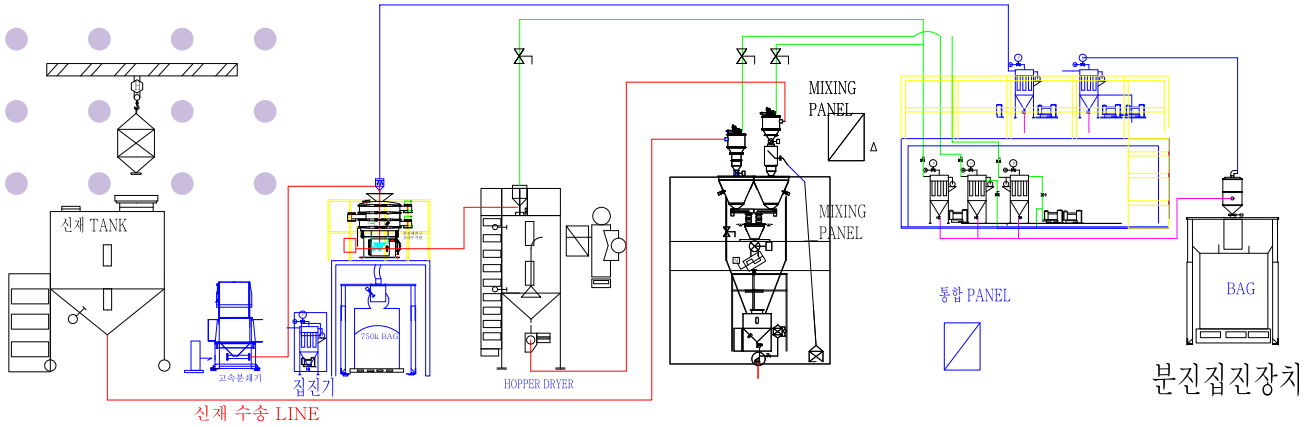 MIXING
PANEL
신재 TANK
MIXING
PANEL
통합 PANEL
BAG
750k BAG
고속분쇄기
집진기
HOPPER DRYER
분진집진장치
신재 수송 LINE